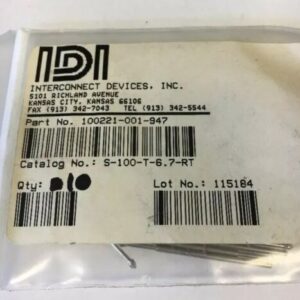 IDI
INTERCONNECT DEVICES, INC.
5101 RICHLAND AVENUE
KANSAS CITY, KANSAS 66106
FAX (913) 342-7043 TEL (913) 342-5544
Part No. 100221-001-947
Catalog No.: S-100-T-6.7-RT
Qty: Lot No.: 115184